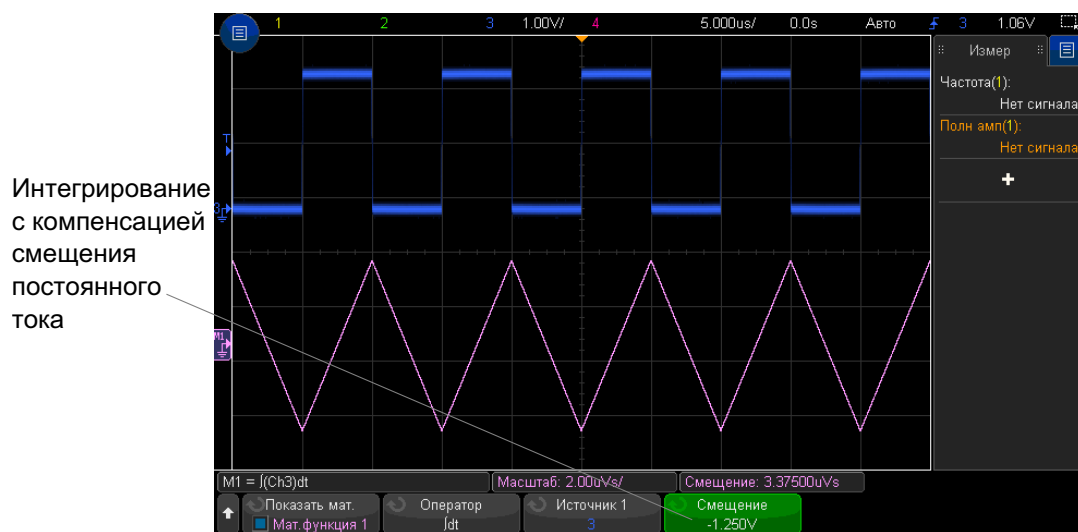 1 2 3 1.00V/ 4 5.000us/ 0.0s Авто 3 1.06V
Измер
Частота(1):
Нет сигнала
Полн амп(1):
Нет сигнала
+
T
3
Интегрирование
с компенсацией
смещения
постоянного
тока
M1
M1 = ∫(Ch3)dt Масштаб: 2.00uVs/ Смещение: 3.37500uVs
Показать мат. Оператор Источник 1 Смещение
Мат.функция 1 ∫dt 3 -1.250V